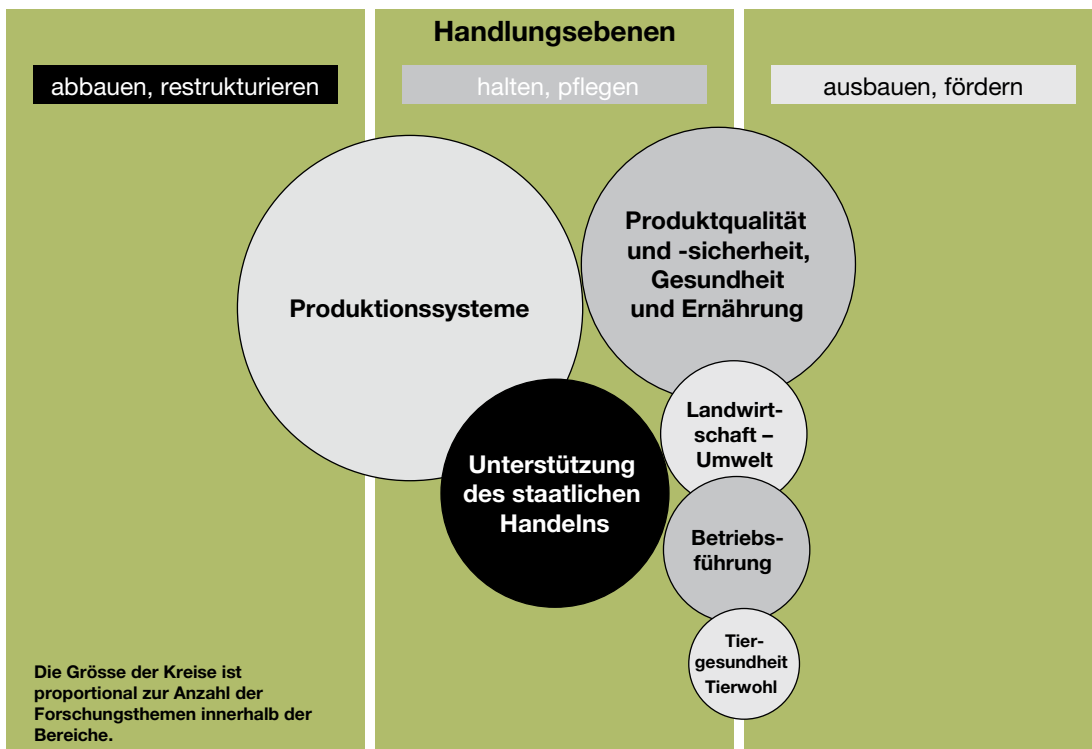 Handlungsebenen
abbauen, restrukturieren
halten, pflegen
ausbauen, fördern
Produktionssysteme
Produktqualität
und -sicherheit,
Gesundheit
und Ernährung
Unterstützung
des staatlichen
Handelns
Landwirt-
schaft –
Umwelt
Betriebs-
führung
Tier-
gesundheit
Tierwohl
Die Grösse der Kreise ist
proportional zur Anzahl der
Forschungsthemen innerhalb der
Bereiche.